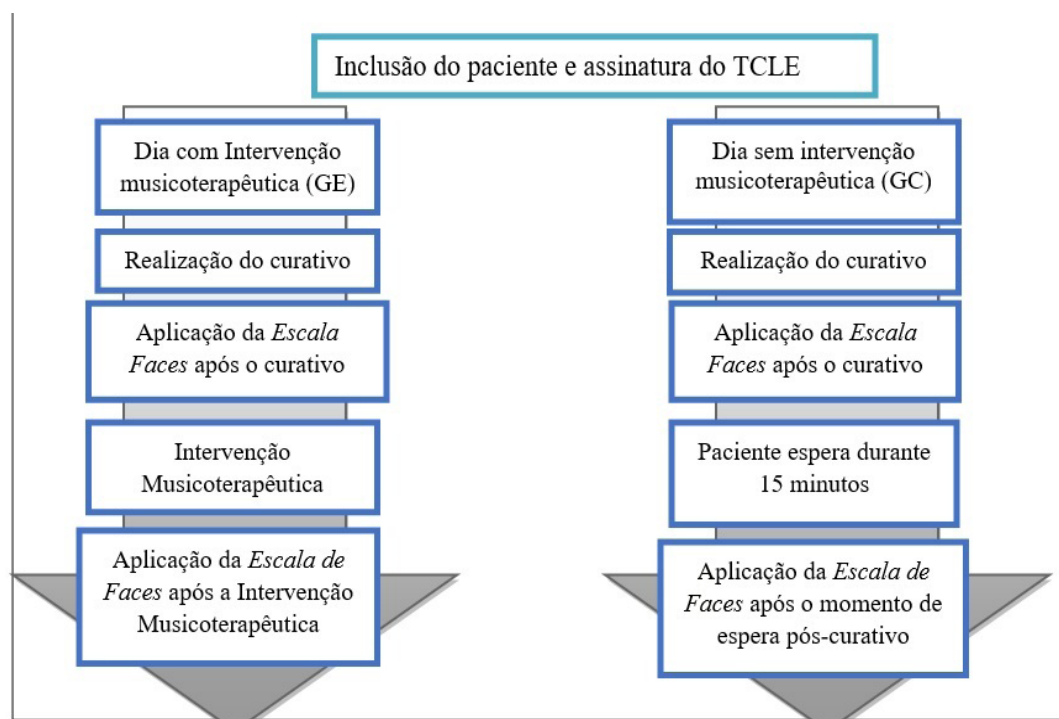 Inclusão do paciente e assinatura do TCLE
Dia com Intervenção
musicoterapêutica (GE)
Realização do curativo
Aplicação da Escala
Faces após o curativo
Intervenção
Musicoterapêutica
Aplicação da Escala de
Faces após a Intervenção
Musicoterapêutica
Dia sem intervenção
musicoterapêutica (GC)
Realização do curativo
Aplicação da Escala
Faces após o curativo
Paciente espera durante
15 minutos
Aplicação da Escala de
Faces após o momento de
espera pós-curativo